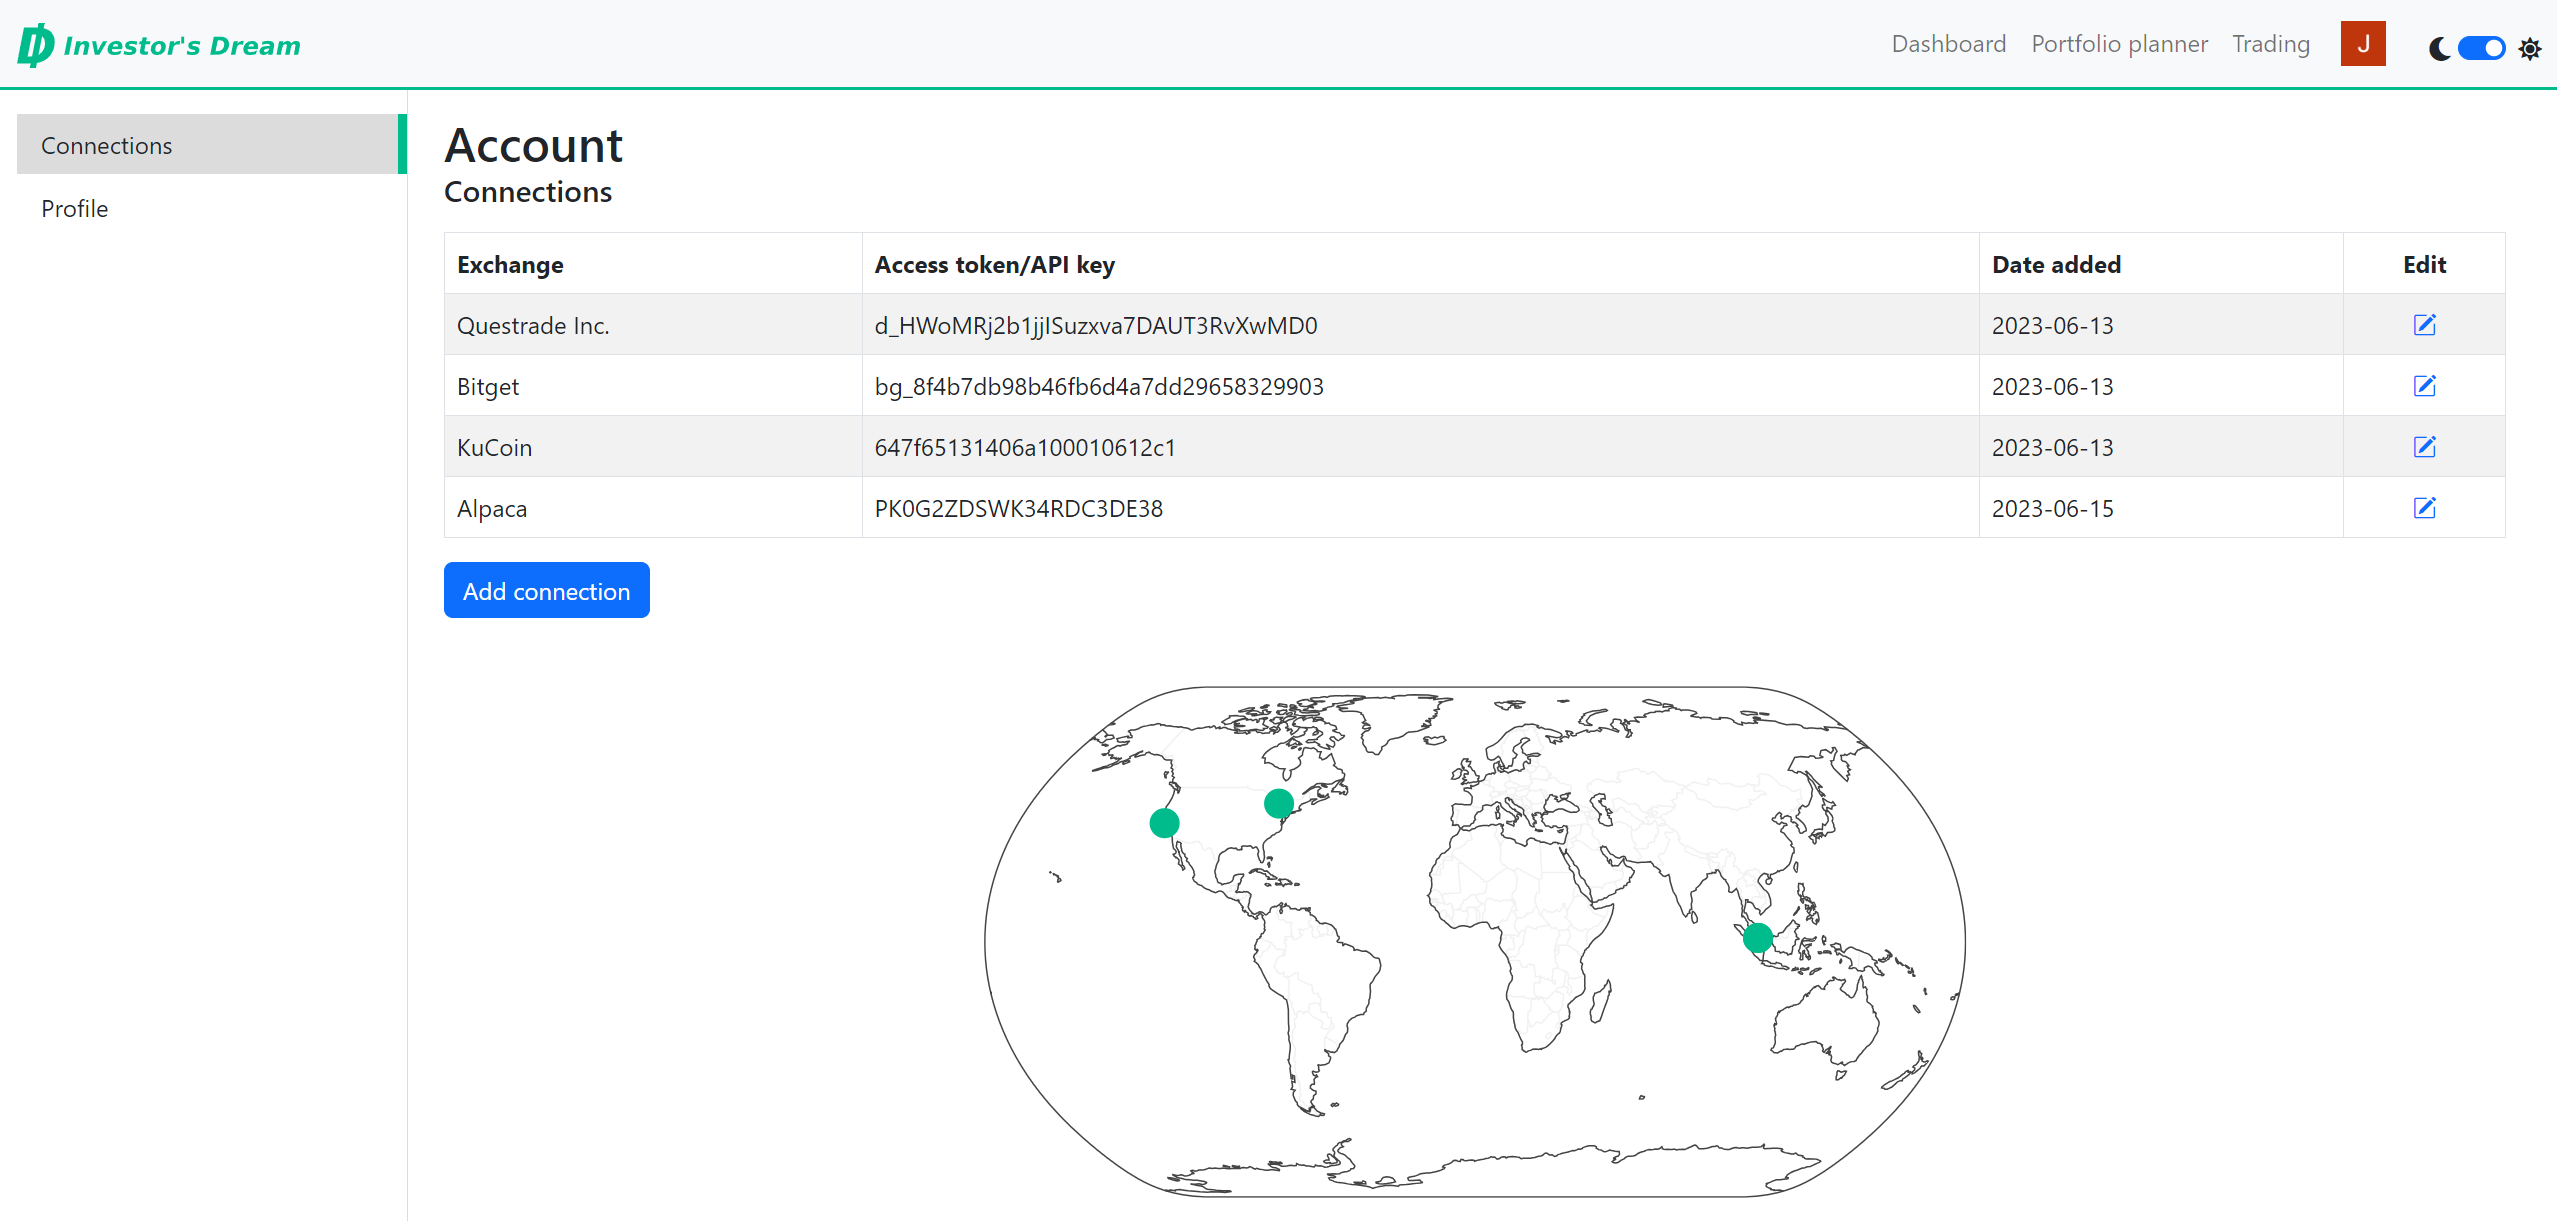 Investor's Dream
Dashboard Portfolio planner Trading J
Connections
Profile
Account
Connections
Exchange Access token/API key Date added Edit
Questrade Inc. d_HWoMRj2b1jjISuzxva7DAUT3RvXwMD0 2023-06-13
Bitget bg_8f4b7db98b46fb6d4a7dd29658329903 2023-06-13
KuCoin 647f65131406a100010612c1 2023-06-13
Alpaca PK0G2ZDSWK34RDC3DE38 2023-06-15
Add connection